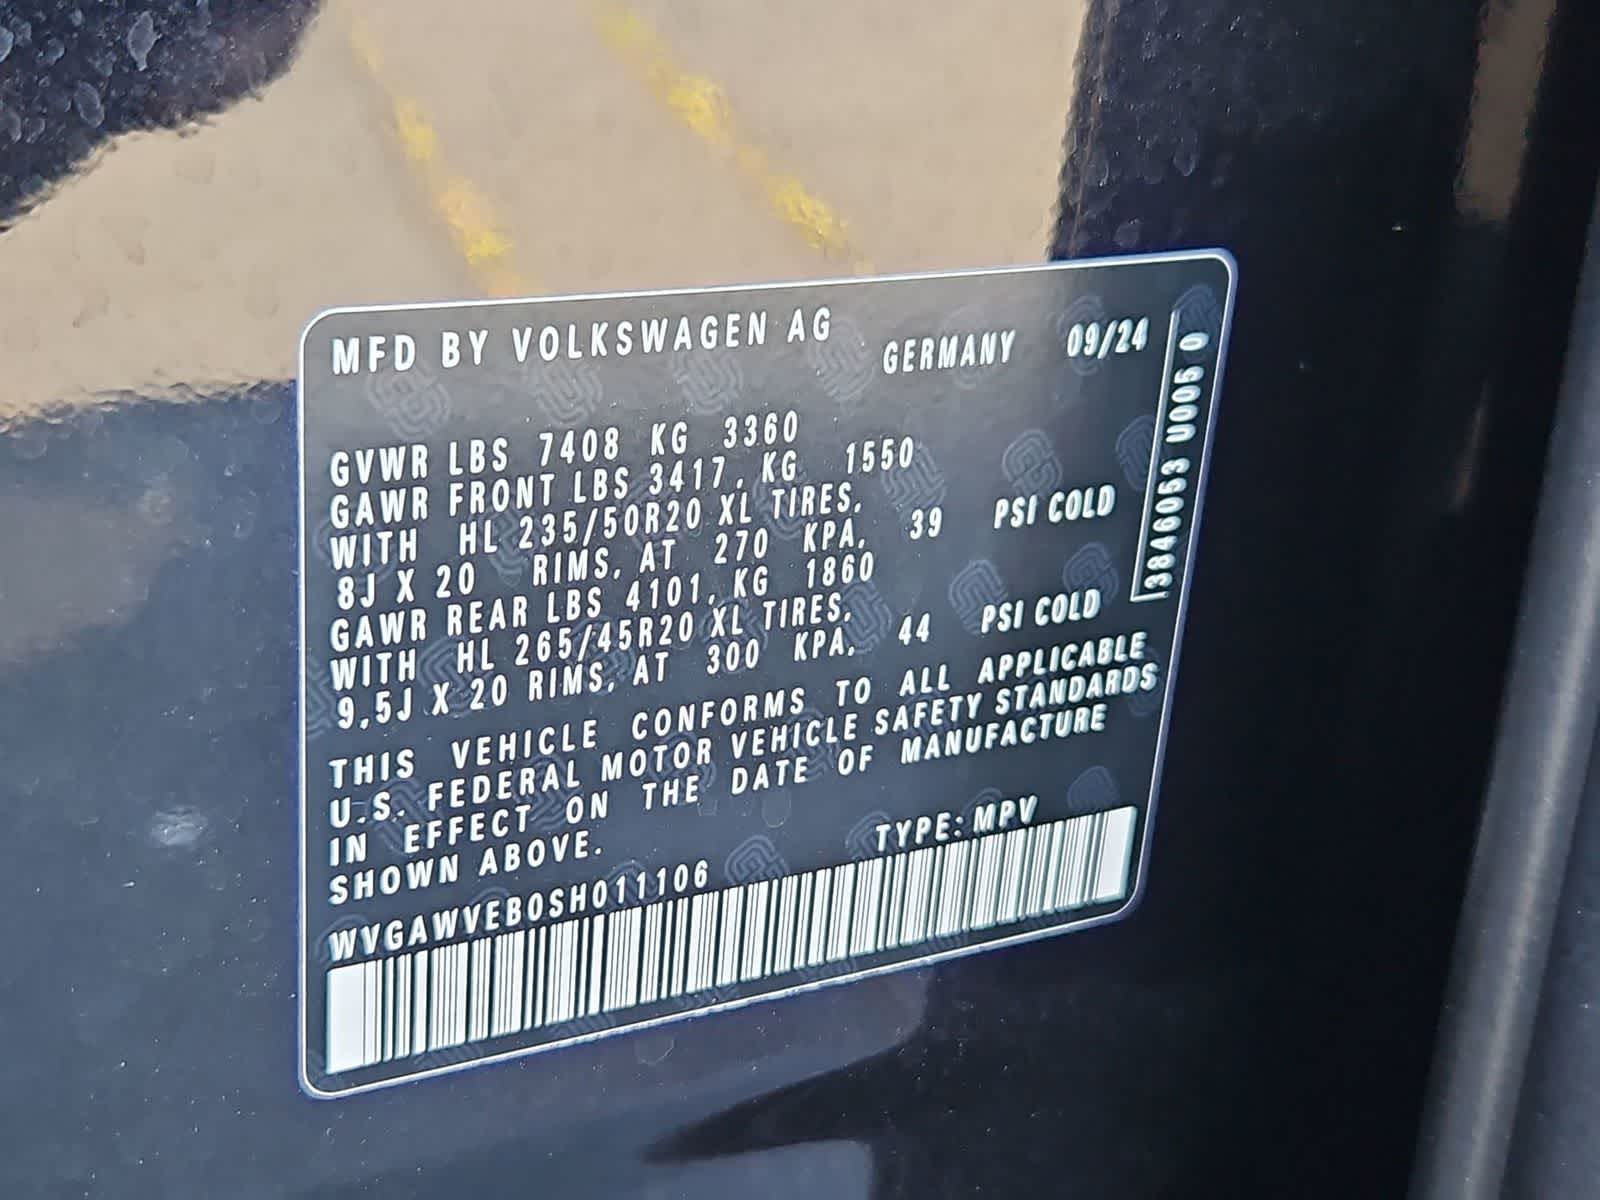 MFD BY VOLKSWAGEN AG GERMANY 09/24
GVWR LBS 7408 KG 3360
GAWR FRONT LBS 3417, KG 1550
WITH HL 235/50R20 XL TIRES,
8J X 20 RIMS, AT 270 KPA, 39 PSI COLD
GAWR REAR LBS 4101, KG 1860
WITH HL 265/45R20 XL TIRES,
9,5J X 20 RIMS, AT 300 KPA, 44 PSI COLD
THIS VEHICLE CONFORMS TO ALL APPLICABLE
U.S. FEDERAL MOTOR VEHICLE SAFETY STANDARDS
IN EFFECT ON THE DATE OF MANUFACTURE
SHOWN ABOVE.
WVGAWVEB0SH011106 TYPE: MPV
3846053 U005 0